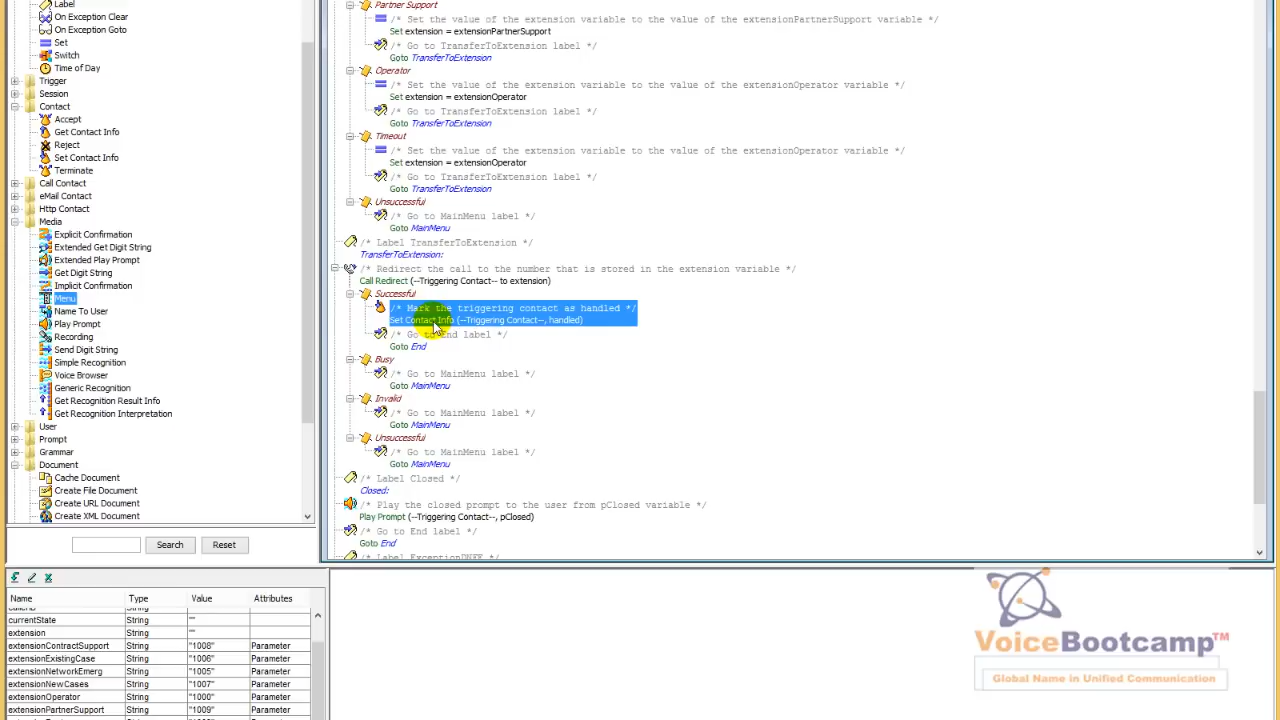 Label
On Exception Clear
On Exception Goto
Set
Switch
Time of Day
Trigger
Session
Contact
Accept
Get Contact Info
Reject
Set Contact Info
Terminate
Call Contact
eMail Contact
Http Contact
Media
Explicit Confirmation
Extended Get Digit String
Extended Play Prompt
Get Digit String
Implicit Confirmation
Menu
Name To User
Play Prompt
Recording
Send Digit String
Simple Recognition
Voice Browser
Generic Recognition
Get Recognition Result Info
Get Recognition Interpretation
User
Prompt
Grammar
Document
Cache Document
Create File Document
Create URL Document
Create XML Document
Search
Reset
Partner Support
/* Set the value of the extension variable to the value of the extensionPartnerSupport variable */
Set extension = extensionPartnerSupport
/* Go to TransferToExtension label */
Goto TransferToExtension
Operator
/* Set the value of the extension variable to the value of the extensionOperator variable */
Set extension = extensionOperator
/* Go to TransferToExtension label */
Goto TransferToExtension
Timeout
/* Set the value of the extension variable to the value of the extensionOperator variable */
Set extension = extensionOperator
/* Go to TransferToExtension label */
Goto TransferToExtension
Unsuccessful
/* Go to MainMenu label */
Goto MainMenu
/* Label TransferToExtension */
TransferToExtension:
/* Redirect the call to the number that is stored in the extension variable */
Call Redirect (--Triggering Contact-- to extension)
Successful
/* Mark the triggering contact as handled */
Set Contact Info (--Triggering Contact--, handled)
/* Go to End label */
Goto End
Busy
/* Go to MainMenu label */
Goto MainMenu
Invalid
/* Go to MainMenu label */
Goto MainMenu
Unsuccessful
/* Go to MainMenu label */
Goto MainMenu
/* Label Closed */
Closed:
/* Play the closed prompt to the user from pClosed variable */
Play Prompt (--Triggering Contact--, pClosed)
/* Go to End label */
Goto End
/* Label ExceptionDNFE */
Name Type Value Attributes
String
currentState String ""
extension String ""
extensionContractSupport String "1008" Parameter
extensionExistingCase String "1006" Parameter
extensionNetworkEmerg String "1005" Parameter
extensionNewCases String "1007" Parameter
extensionOperator String "1000" Parameter
extensionPartnerSupport String "1009" Parameter
VoiceBootcamp™
Global Name in Unified Communication